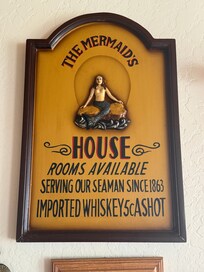 THE MERMAID'S
HOUSE
ROOMS AVAILABLE
SERVING OUR SEAMAN SINCE 1863
IMPORTED WHISKEY 5¢ A SHOT